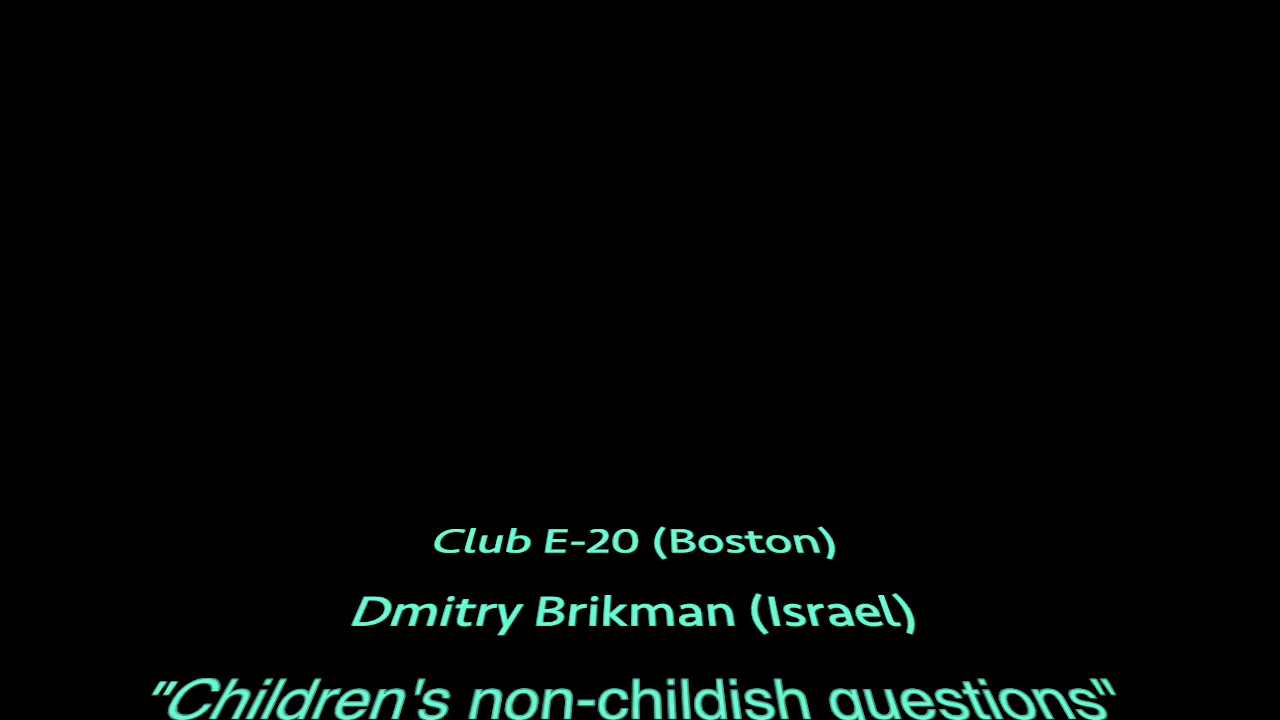 Club E-20 (Boston)
Dmitry Brikman (Israel)
"Children's non-childish questions"